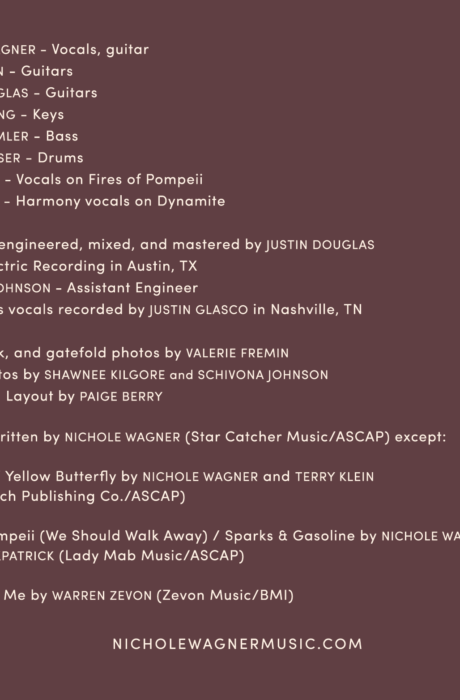 GNER – Vocals, guitar
N – Guitars
GLAS – Guitars
NG – Keys
MLER – Bass
SER – Drums
– Vocals on Fires of Pompeii
– Harmony vocals on Dynamite
engineered, mixed, and mastered by JUSTIN DOUGLAS
ctric Recording in Austin, TX
OHNSON – Assistant Engineer
s vocals recorded by JUSTIN GLASCO in Nashville, TN
k, and gatefold photos by VALERIE FREMIN
tos by SHAWNEE KILGORE and SCHIVONA JOHNSON
Layout by PAIGE BERRY
ritten by NICHOLE WAGNER (Star Catcher Music/ASCAP) except:
Yellow Butterfly by NICHOLE WAGNER and TERRY KLEIN
ch Publishing Co./ASCAP)
mpeii (We Should Walk Away) / Sparks & Gasoline by NICHOLE WA
PATRICK (Lady Mab Music/ASCAP)
Me by WARREN ZEVON (Zevon Music/BMI)
NICHOLEWAGNERMUSIC.COM